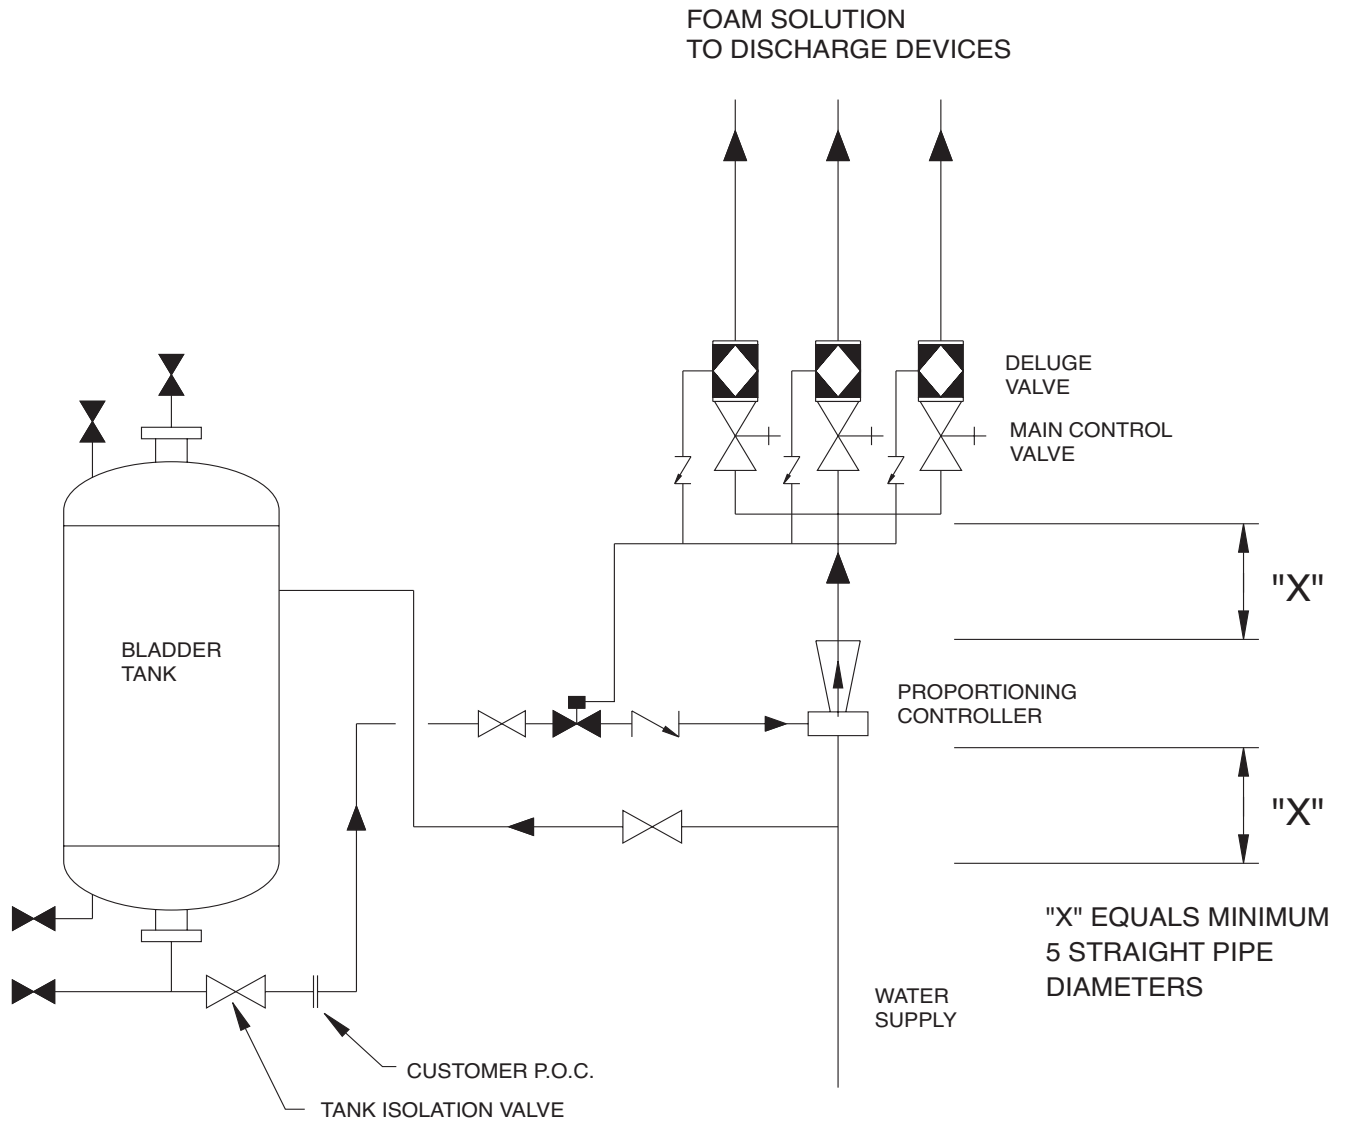 FOAM SOLUTION
TO DISCHARGE DEVICES
DELUGE
VALVE
MAIN CONTROL
VALVE
"X"
BLADDER
TANK
PROPORTIONING
CONTROLLER
"X"
"X" EQUALS MINIMUM
5 STRAIGHT PIPE
DIAMETERS
WATER
SUPPLY
CUSTOMER P.O.C.
TANK ISOLATION VALVE